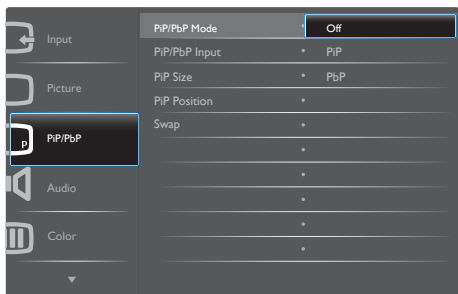 Input
Picture
P
PiP/PbP
Audio
Color
PiP/PbP Mode
PiP/PbP Input
PiP Size
PiP Position
Swap
Off
PiP
PbP